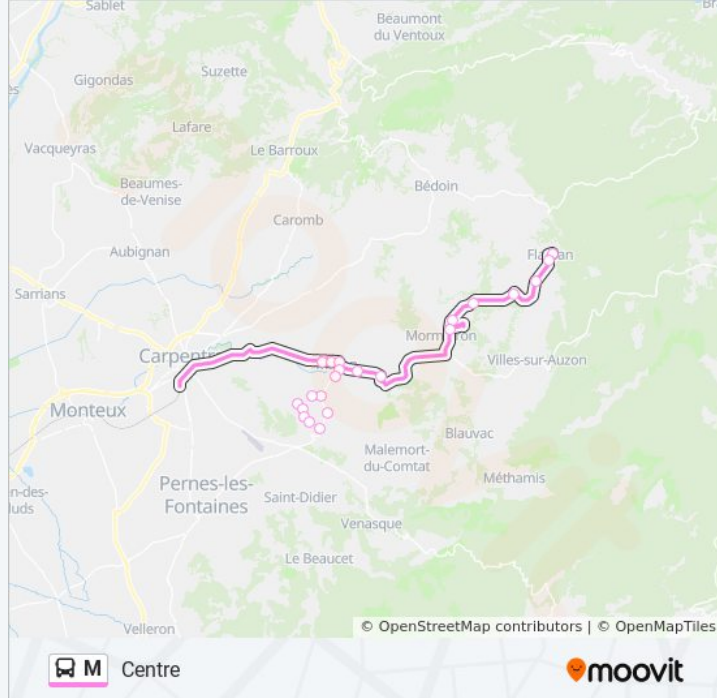 Sablet
Beaumont
du Ventoux
Gigondas
Suzette
Lafare
Vacqueyras
Le Barroux
Beaumes-
de-Venise
Bédoin
Caromb
Aubignan
Sarrians
Carpent
Mormoiron
Villes-sur-Auzon
Monteux
Blauvac
Malemort-
du-Comtat
Méthamis
Pernes-les-
Fontaines
Saint-Didier
Venasque
Le Beaucet
Velleron
© OpenStreetMap contributors | © OpenMapTiles
M Centre
moovit